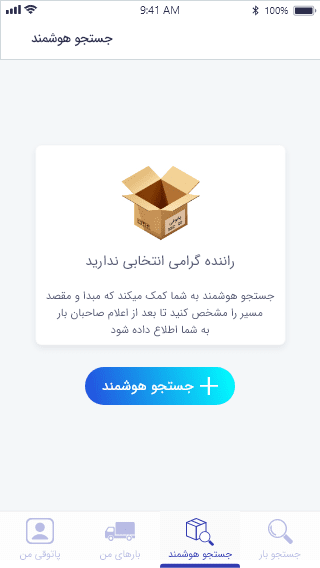 9:41 AM
100%
جستجو هوشمند
راننده گرامی انتخابی ندارید
جستجو هوشمند به شما کمک میکند که مبدا و مقصد
مسیر را مشخص کنید تا بعد از اعلام صاحبان بار
به شما اطلاع داده شود
جستجو هوشمند
جستجو بار
جستجو هوشمند
بارهای من
پاتوقی من